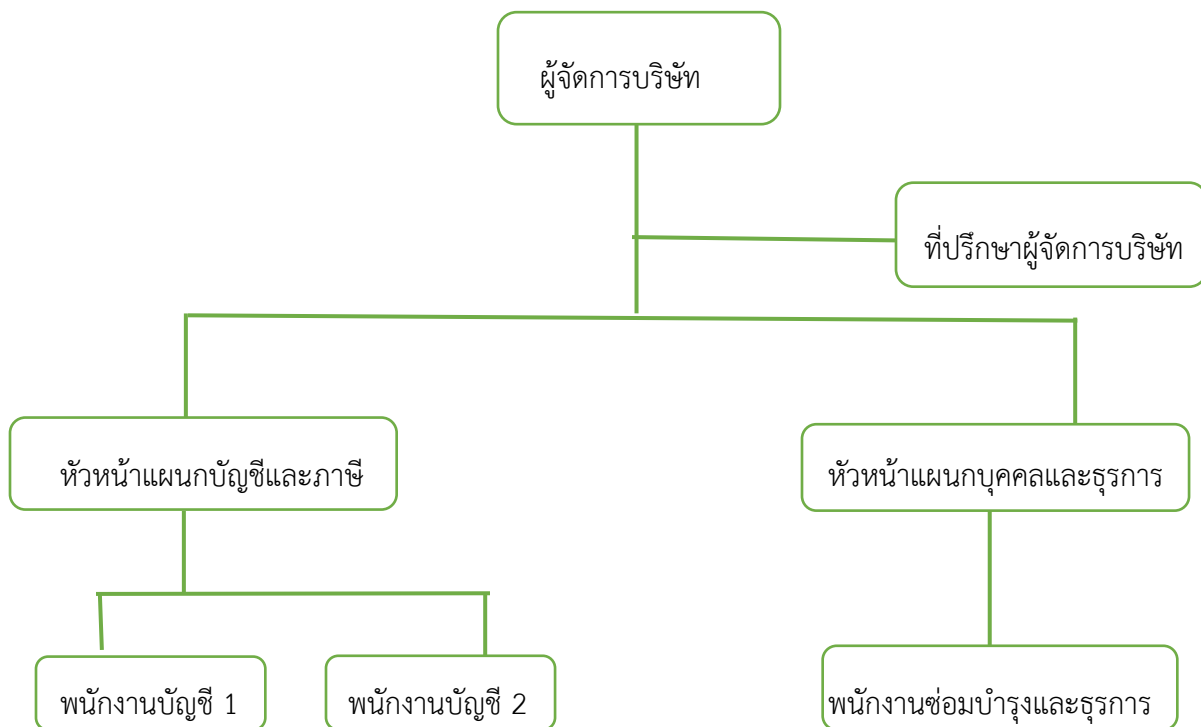 ผู้จัดการบริษัท
ที่ปรึกษาผู้จัดการบริษัท
หัวหน้าแผนกบัญชีและภาษี
หัวหน้าแผนกบุคคลและธุรการ
พนักงานบัญชี 1
พนักงานบัญชี 2
พนักงานซ่อมบำรุงและธุรการ